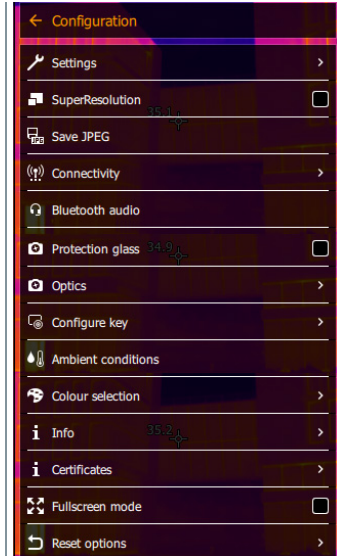 Configuration
Settings
SuperResolution
35.1
Save JPEG
Connectivity
Bluetooth audio
Protection glass 34.9
Optics
Configure key
Ambient conditions
Colour selection
Info 35.2
Certificates
Fullscreen mode
Reset options